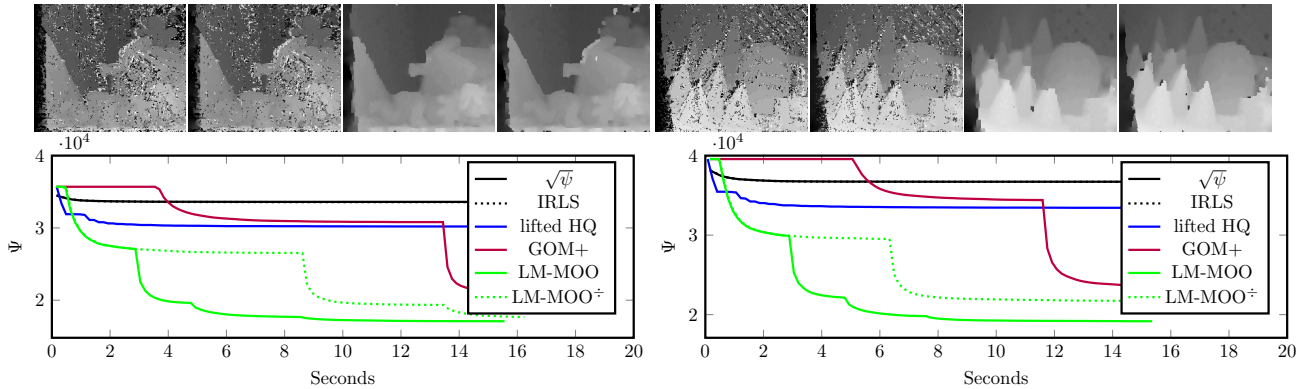 ·10⁴
4
3
2
Ψ
0 2 4 6 8 10 12 14 16 18 20
Seconds
√ψ
IRLS
lifted HQ
GOM+
LM-MOO
LM-MOO÷
·10⁴
4
3
2
Ψ
0 2 4 6 8 10 12 14 16 18 20
Seconds
√ψ
IRLS
lifted HQ
GOM+
LM-MOO
LM-MOO÷